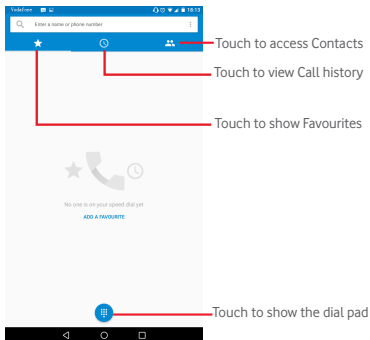 Vodafone 18:13
Enter a name or phone number
Touch to access Contacts
Touch to view Call history
Touch to show Favourites
No one is on your speed dial yet
ADD A FAVOURITE
Touch to show the dial pad